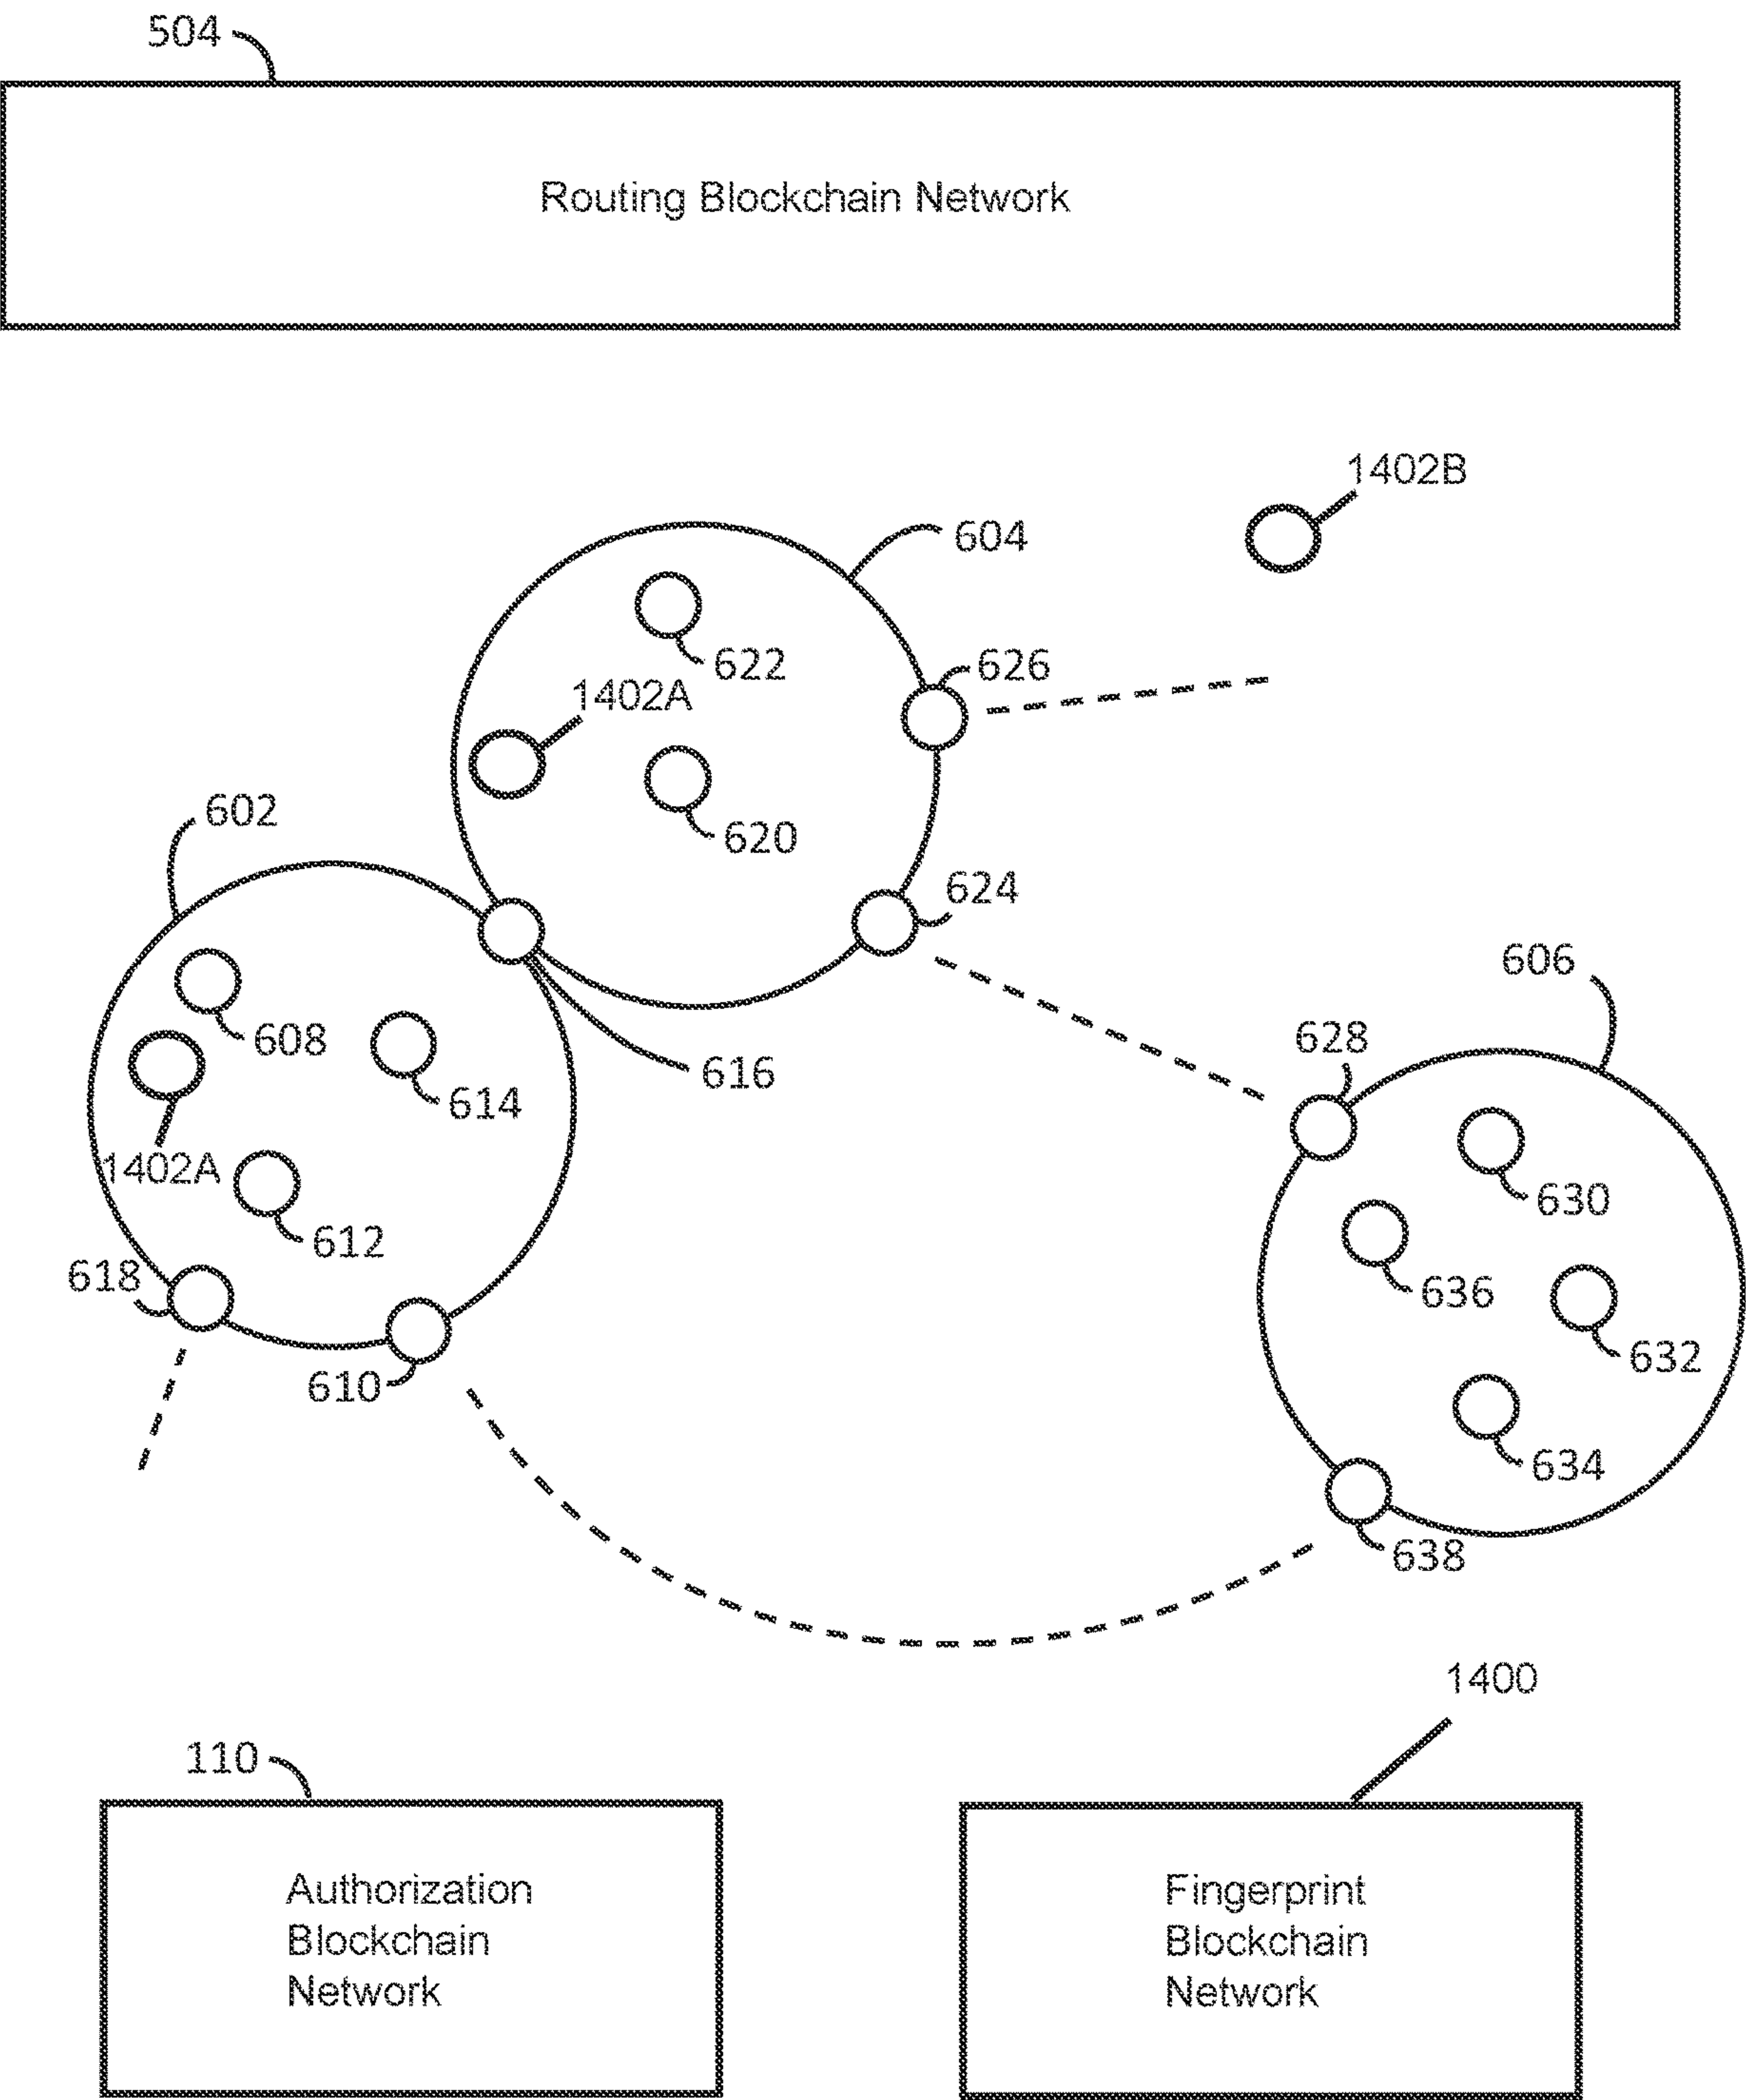 504
Routing Blockchain Network
1402B
604
622
626
1402A
602
620
624
606
608
628
616
614
1402A
630
612
636
618
632
610
634
638
1400
110
Authorization
Blockchain
Network
Fingerprint
Blockchain
Network